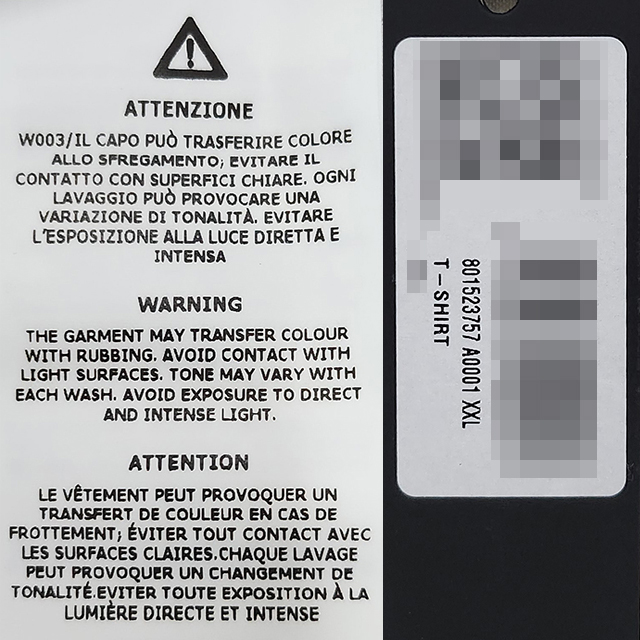 ATTENZIONE
W003/IL CAPO PUÒ TRASFERIRE COLORE
ALLO SFREGAMENTO; EVITARE IL
CONTATTO CON SUPERFICI CHIARE. OGNI
LAVAGGIO PUÒ PROVOCARE UNA
VARIAZIONE DI TONALITÀ. EVITARE
L'ESPOSIZIONE ALLA LUCE DIRETTA E
INTENSA
WARNING
THE GARMENT MAY TRANSFER COLOUR
WITH RUBBING. AVOID CONTACT WITH
LIGHT SURFACES. TONE MAY VARY WITH
EACH WASH. AVOID EXPOSURE TO DIRECT
AND INTENSE LIGHT.
ATTENTION
LE VÊTEMENT PEUT PROVOQUER UN
TRANSFERT DE COULEUR EN CAS DE
FROTTEMENT; ÉVITER TOUT CONTACT AVEC
LES SURFACES CLAIRES.CHAQUE LAVAGE
PEUT PROVOQUER UN CHANGEMENT DE
TONALITÉ.EVITER TOUTE EXPOSITION À LA
LUMIÈRE DIRECTE ET INTENSE
801523757 A0001 XXL
T-SHIRT